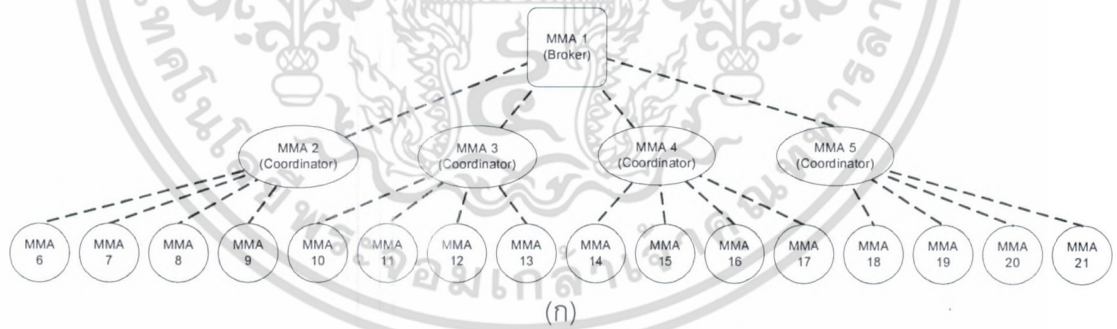 MMA 1
(Broker)
MMA 2
(Coordinator)
MMA 3
(Coordinator)
MMA 4
(Coordinator)
MMA 5
(Coordinator)
MMA
6
MMA
7
MMA
8
MMA
9
MMA
10
MMA
11
MMA
12
MMA
13
MMA
14
MMA
15
MMA
16
MMA
17
MMA
18
MMA
19
MMA
20
MMA
21
(ก)